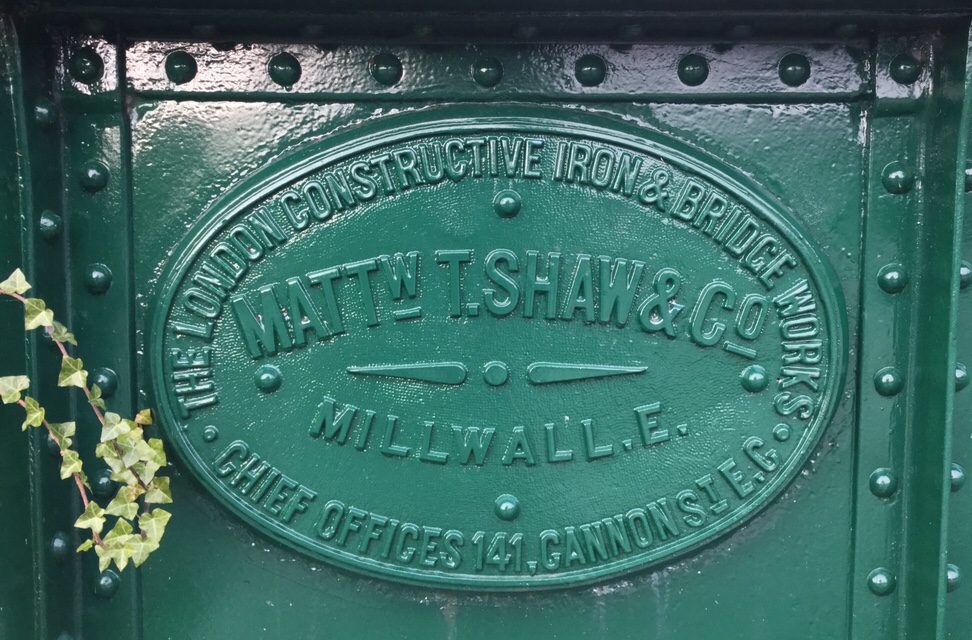 THE LONDON CONSTRUCTIVE IRON & BRIDGE WORKS
MATTW T. SHAW & CO
MILLWALL. E.
CHIEF OFFICES 141, CANNON ST E.C